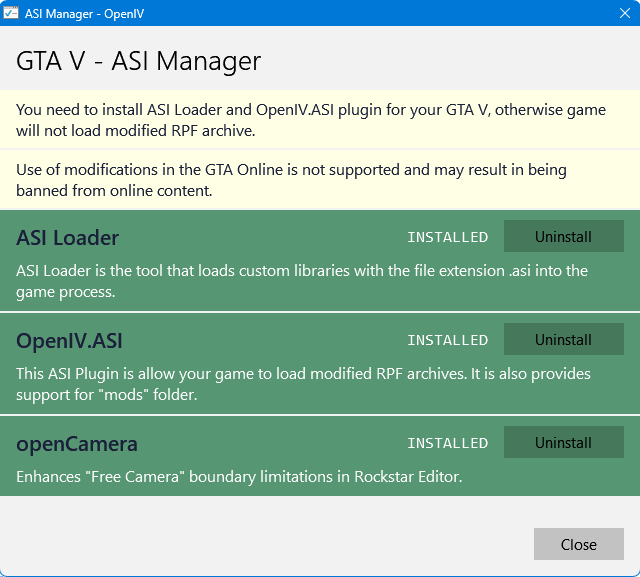 ASI Manager - OpenIV
GTA V - ASI Manager
You need to install ASI Loader and OpenIV.ASI plugin for your GTA V, otherwise game
will not load modified RPF archive.
Use of modifications in the GTA Online is not supported and may result in being
banned from online content.
ASI Loader
INSTALLED
Uninstall
ASI Loader is the tool that loads custom libraries with the file extension .asi into the
game process.
OpenIV.ASI
INSTALLED
Uninstall
This ASI Plugin is allow your game to load modified RPF archives. It is also provides
support for "mods" folder.
openCamera
INSTALLED
Uninstall
Enhances "Free Camera" boundary limitations in Rockstar Editor.
Close